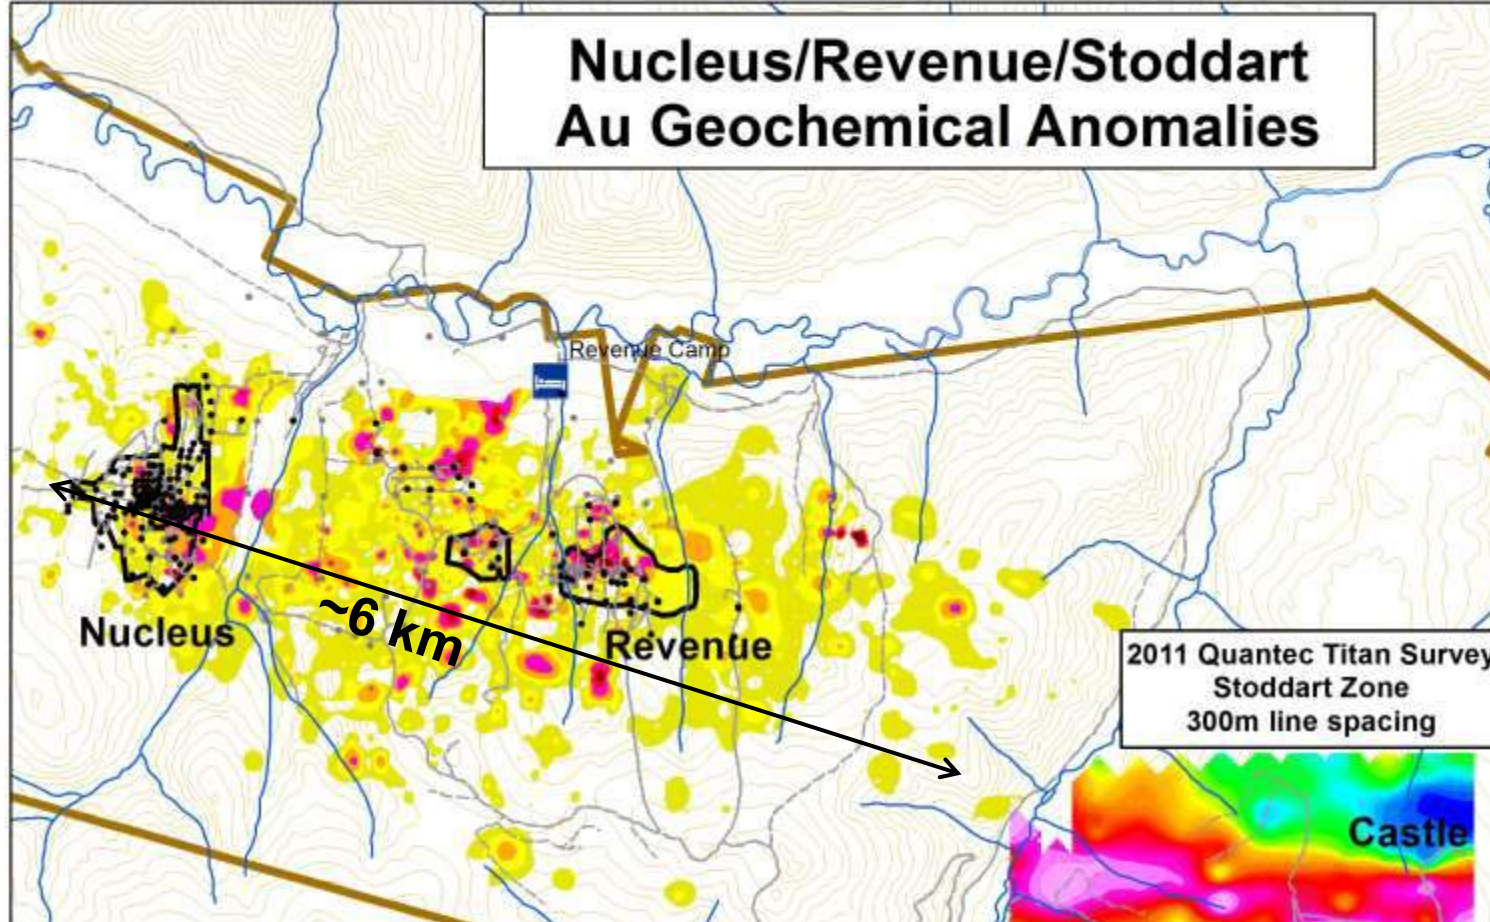 Nucleus/Revenue/Stoddart
Au Geochemical Anomalies
Revenue Camp
Nucleus
~6 km
Revenue
2011 Quantec Titan Survey
Stoddart Zone
300m line spacing
Castle